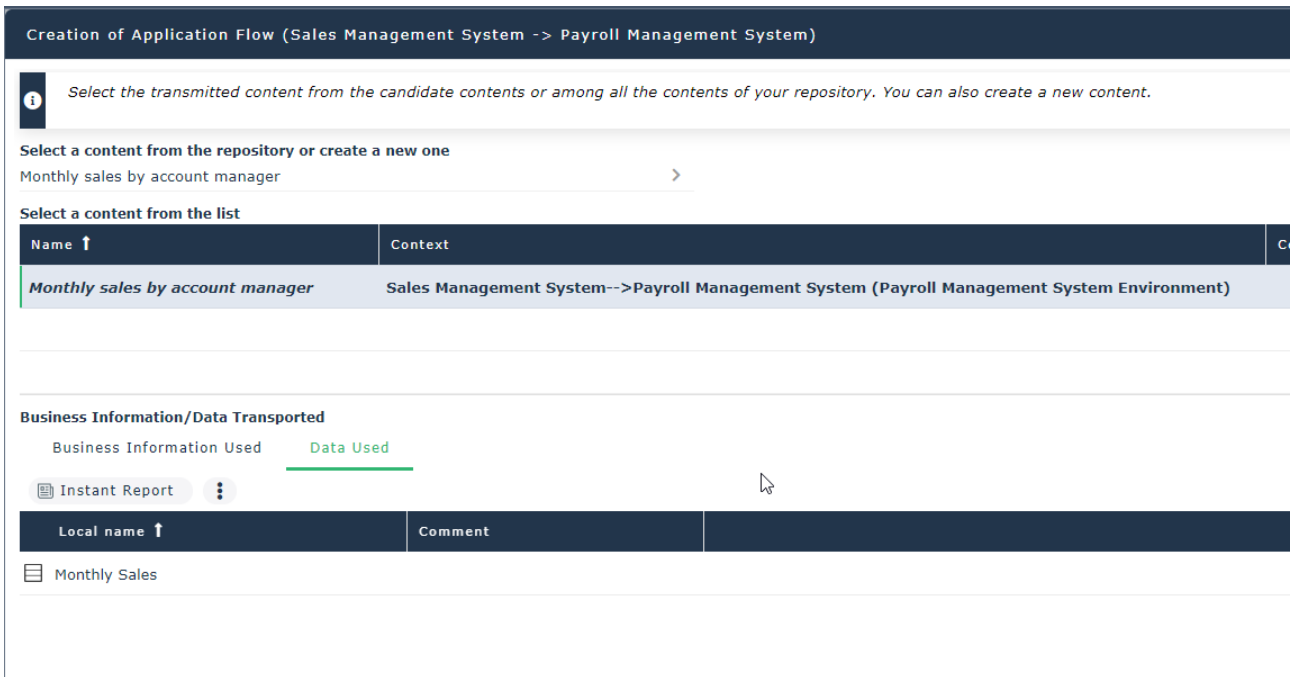 Creation of Application Flow (Sales Management System -> Payroll Management System)
Select the transmitted content from the candidate contents or among all the contents of your repository. You can also create a new content.
Select a content from the repository or create a new one
Monthly sales by account manager
Select a content from the list
Name Context
Monthly sales by account manager Sales Management System-->Payroll Management System (Payroll Management System Environment)
Business Information/Data Transported
Business Information Used Data Used
Instant Report
Local name Comment
Monthly Sales